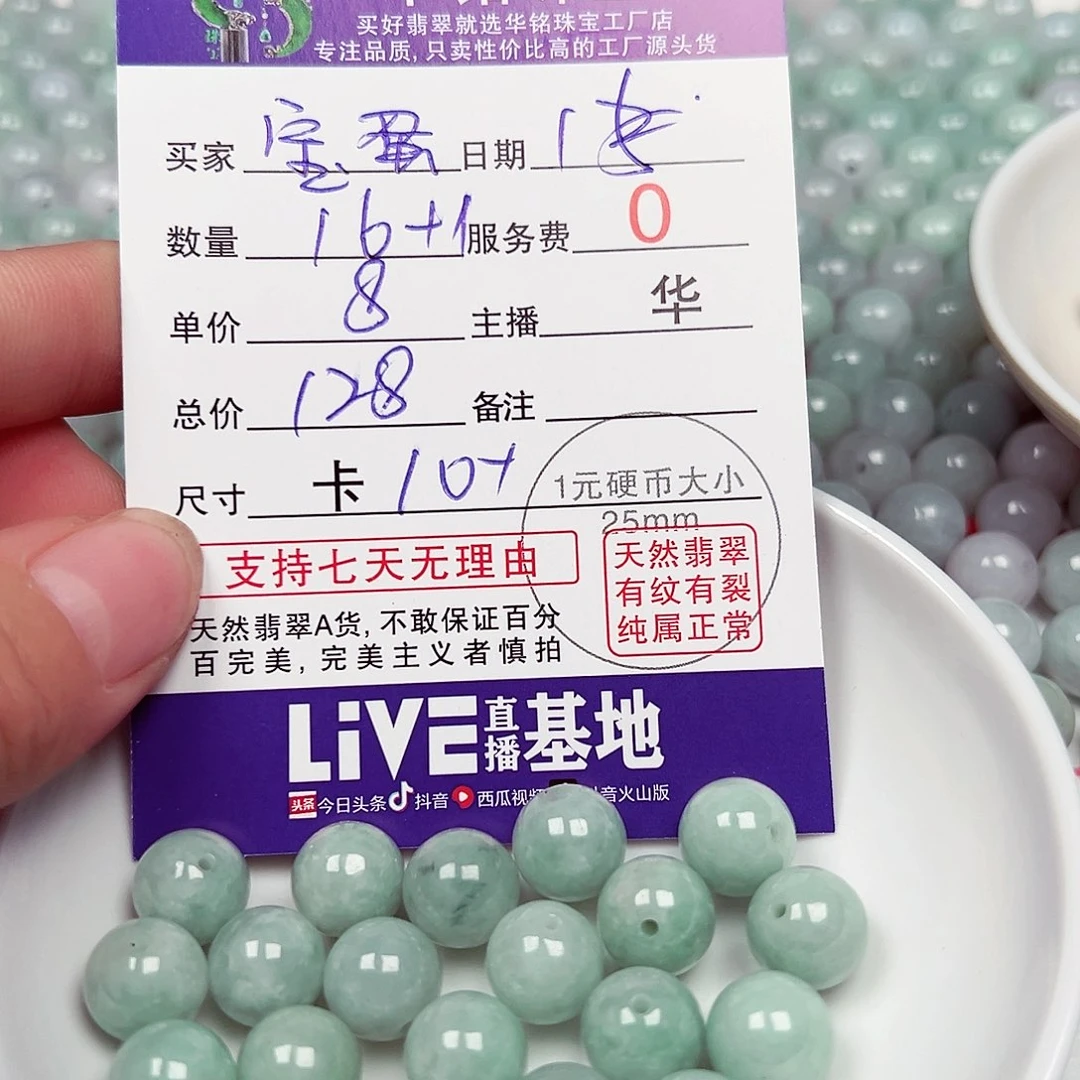 买好翡翠就选华铭珠宝工厂店
专注品质,只卖性价比高的工厂源头货
买家 宝蛋 日期 1
数量 16+1 服务费 0
单价 8 主播 华
总价 128 备注
尺寸 卡 10+
1元硬币大小
25mm
支持七天无理由
天然翡翠
有纹有裂
纯属正常
天然翡翠A货,不敢保证百分
百完美,完美主义者慎拍
LiVE直播基地
头条 今日头条 抖音 西瓜视频 抖音火山版